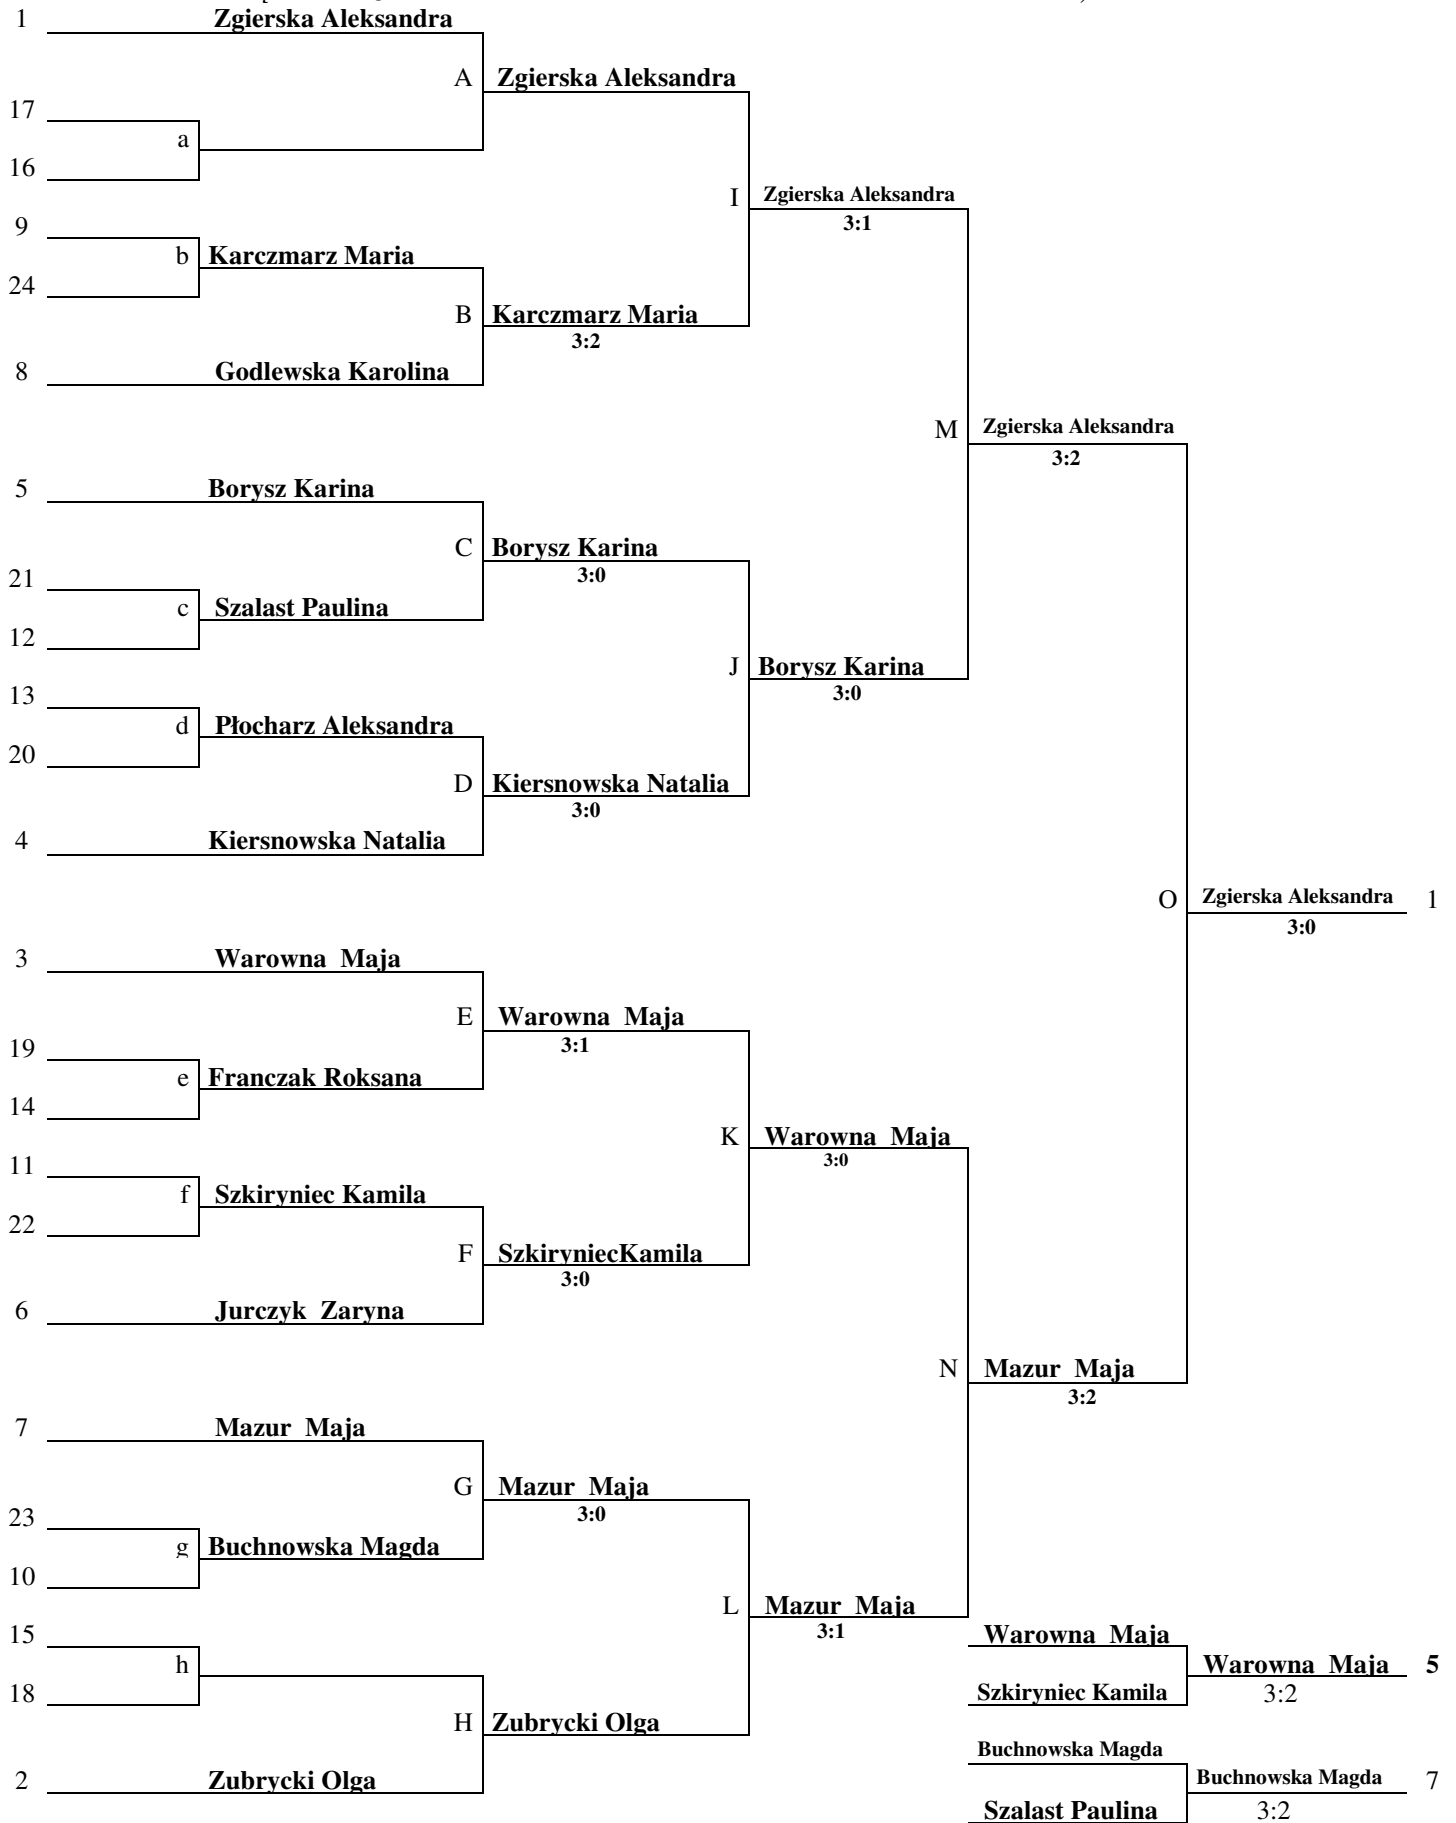 1 Zgierska Aleksandra
A Zgierska Aleksandra
17
a
16
I Zgierska Aleksandra
3:1
9
b Karczmarz Maria
24
B Karczmarz Maria
3:2
8 Godlewska Karolina
M Zgierska Aleksandra
3:2
5 Borysz Karina
C Borysz Karina
3:0
21
c Szalast Paulina
12
J Borysz Karina
3:0
13
d Płocharz Aleksandra
20
D Kiersnowska Natalia
3:0
4 Kiersnowska Natalia
O Zgierska Aleksandra 1
3:0
3 Warowna Maja
E Warowna Maja
3:1
19
e Franczak Roksana
14
K Warowna Maja
3:0
11
f Szkiryniec Kamila
22
F SzkiryniecKamila
3:0
6 Jurczyk Zaryna
N Mazur Maja
3:2
7 Mazur Maja
G Mazur Maja
3:0
23
g Buchnowska Magda
10
L Mazur Maja
3:1
15
Warowna Maja
h
Warowna Maja 5
18
Szkiryniec Kamila
3:2
H Zubrycki Olga
Buchnowska Magda
2 Zubrycki Olga
Buchnowska Magda 7
Szalast Paulina
3:2